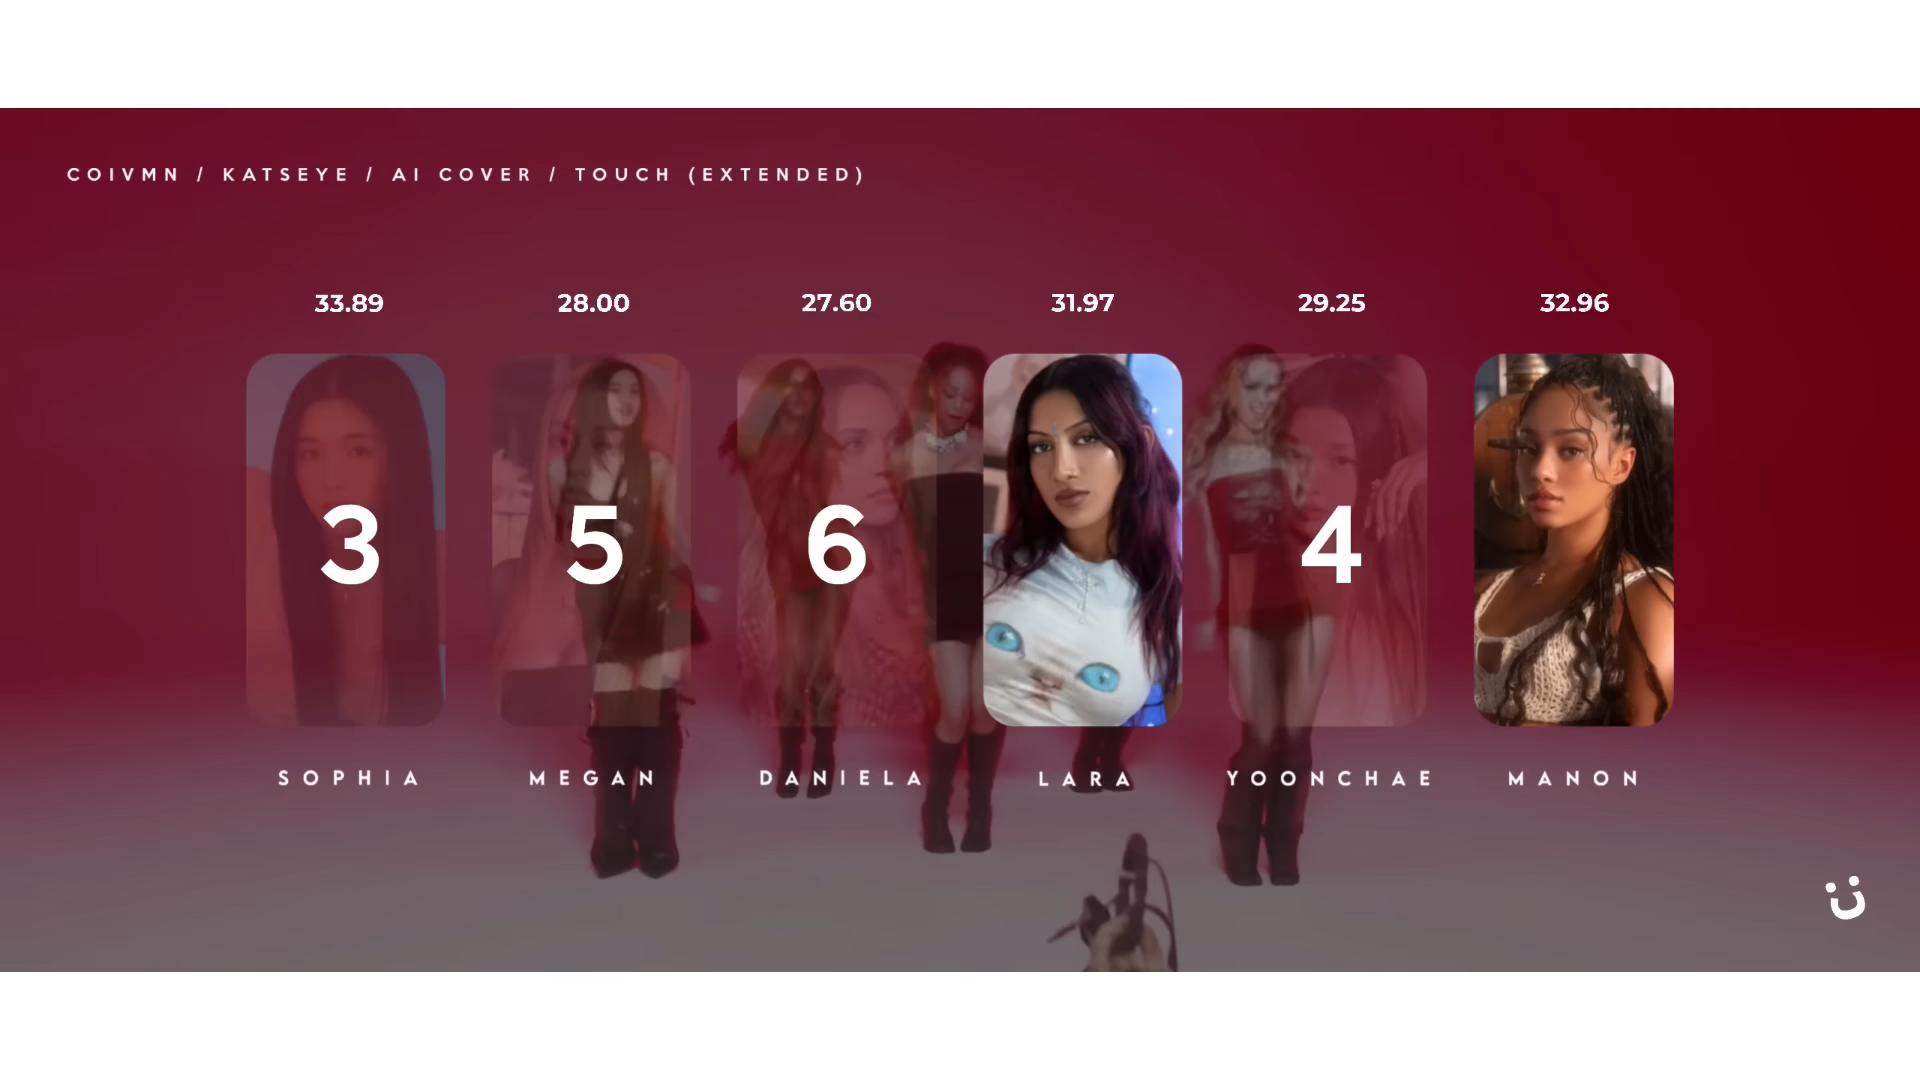 COIVMN / KATSEYE / AI COVER / TOUCH (EXTENDED)
33.89 28.00 27.60 31.97 29.25 32.96
3 5 6 4
SOPHIA MEGAN DANIELA LARA YOONCHAE MANON